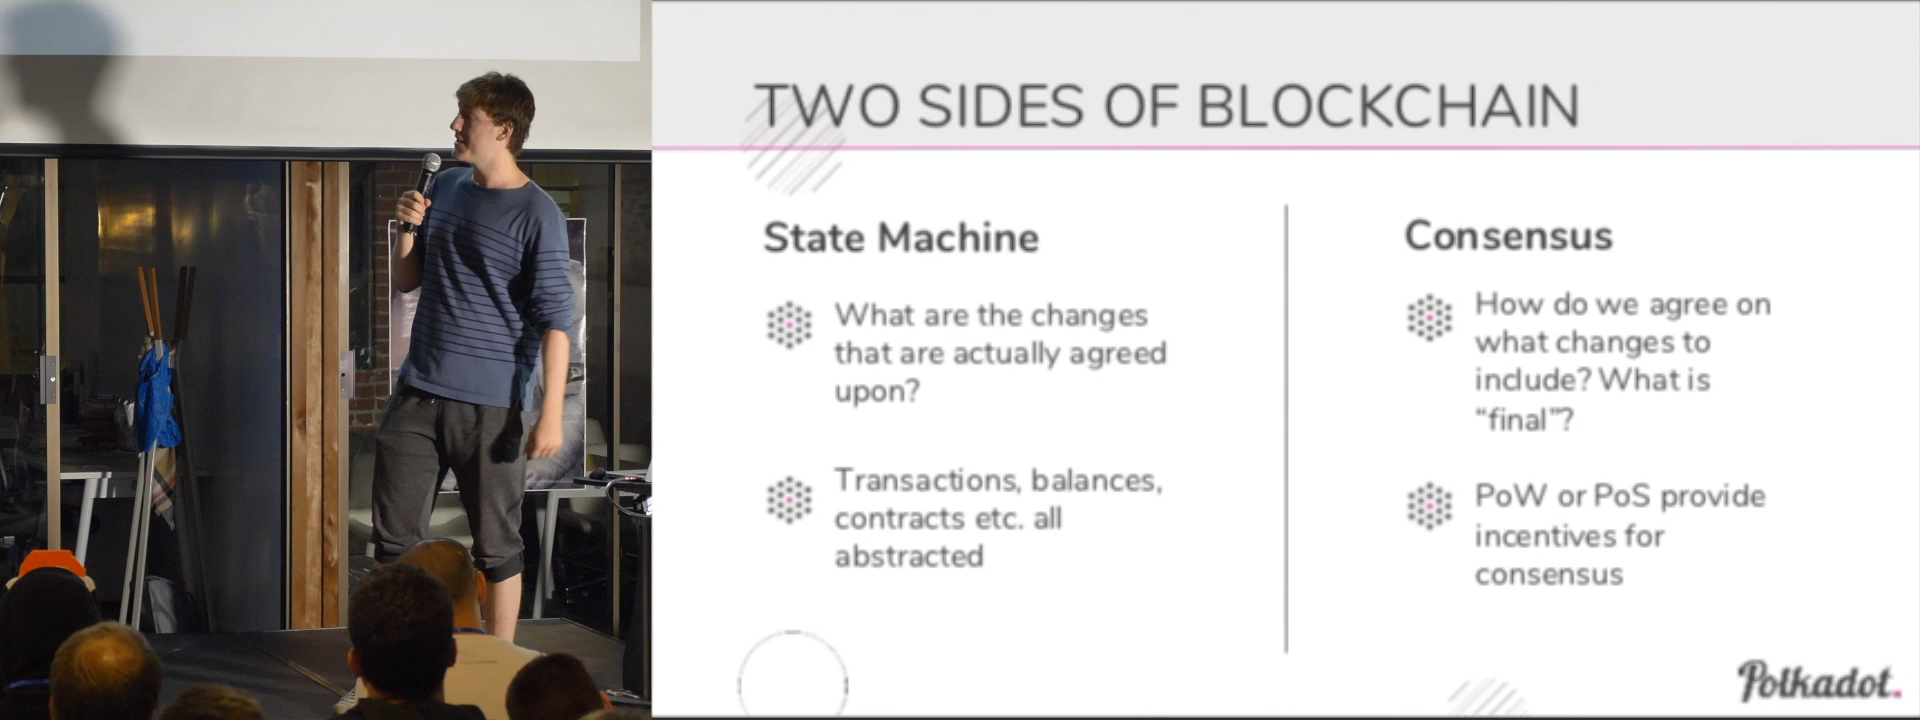 TWO SIDES OF BLOCKCHAIN
State Machine
What are the changes
that are actually agreed
upon?
Transactions, balances,
contracts etc. all
abstracted
Consensus
How do we agree on
what changes to
include? What is
“final”?
PoW or PoS provide
incentives for
consensus
Polkadot.